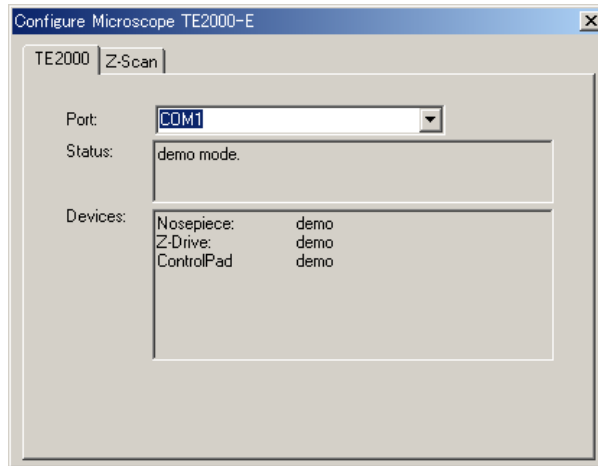 Configure Microscope TE2000-E
TE2000 Z-Scan
Port: COM1
Status: demo mode.
Devices: Nosepiece: demo
Z-Drive: demo
ControlPad demo